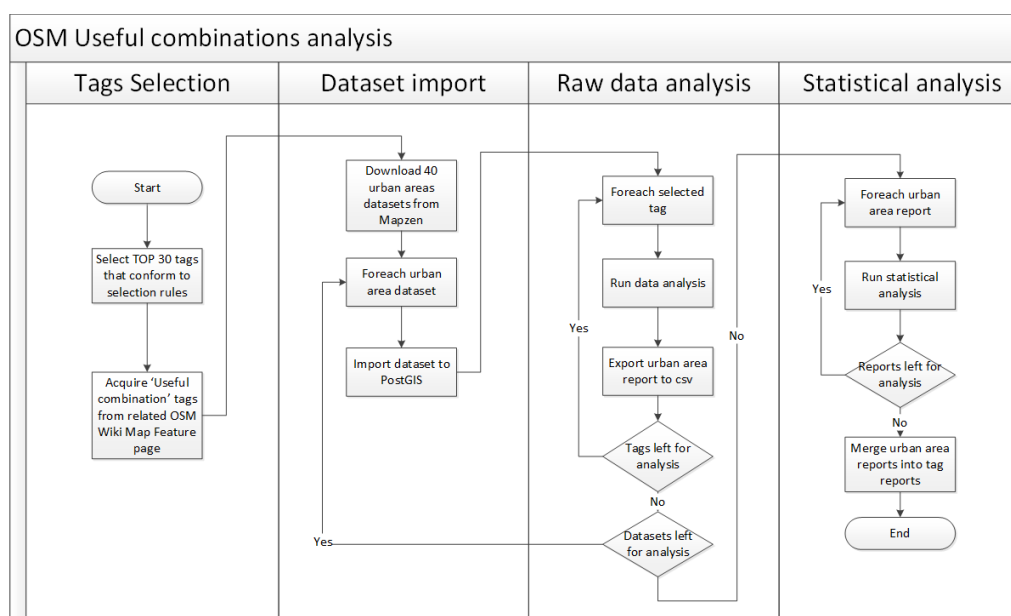 OSM Useful combinations analysis
Tags Selection
Dataset import
Raw data analysis
Statistical analysis
Start
Select TOP 30 tags
that conform to
selection rules
Acquire ‘Useful
combination’ tags
from related OSM
Wiki Map Feature
page
Download 40
urban areas
datasets from
Mapzen
Foreach urban
area dataset
Import dataset to
PostGIS
Yes
Foreach selected
tag
Run data analysis
Yes
Export urban area
report to csv
Tags left for
analysis
No
Datasets left
for analysis
No
Foreach urban
area report
Yes
Run statistical
analysis
Reports left for
analysis
No
Merge urban area
reports into tag
reports
End